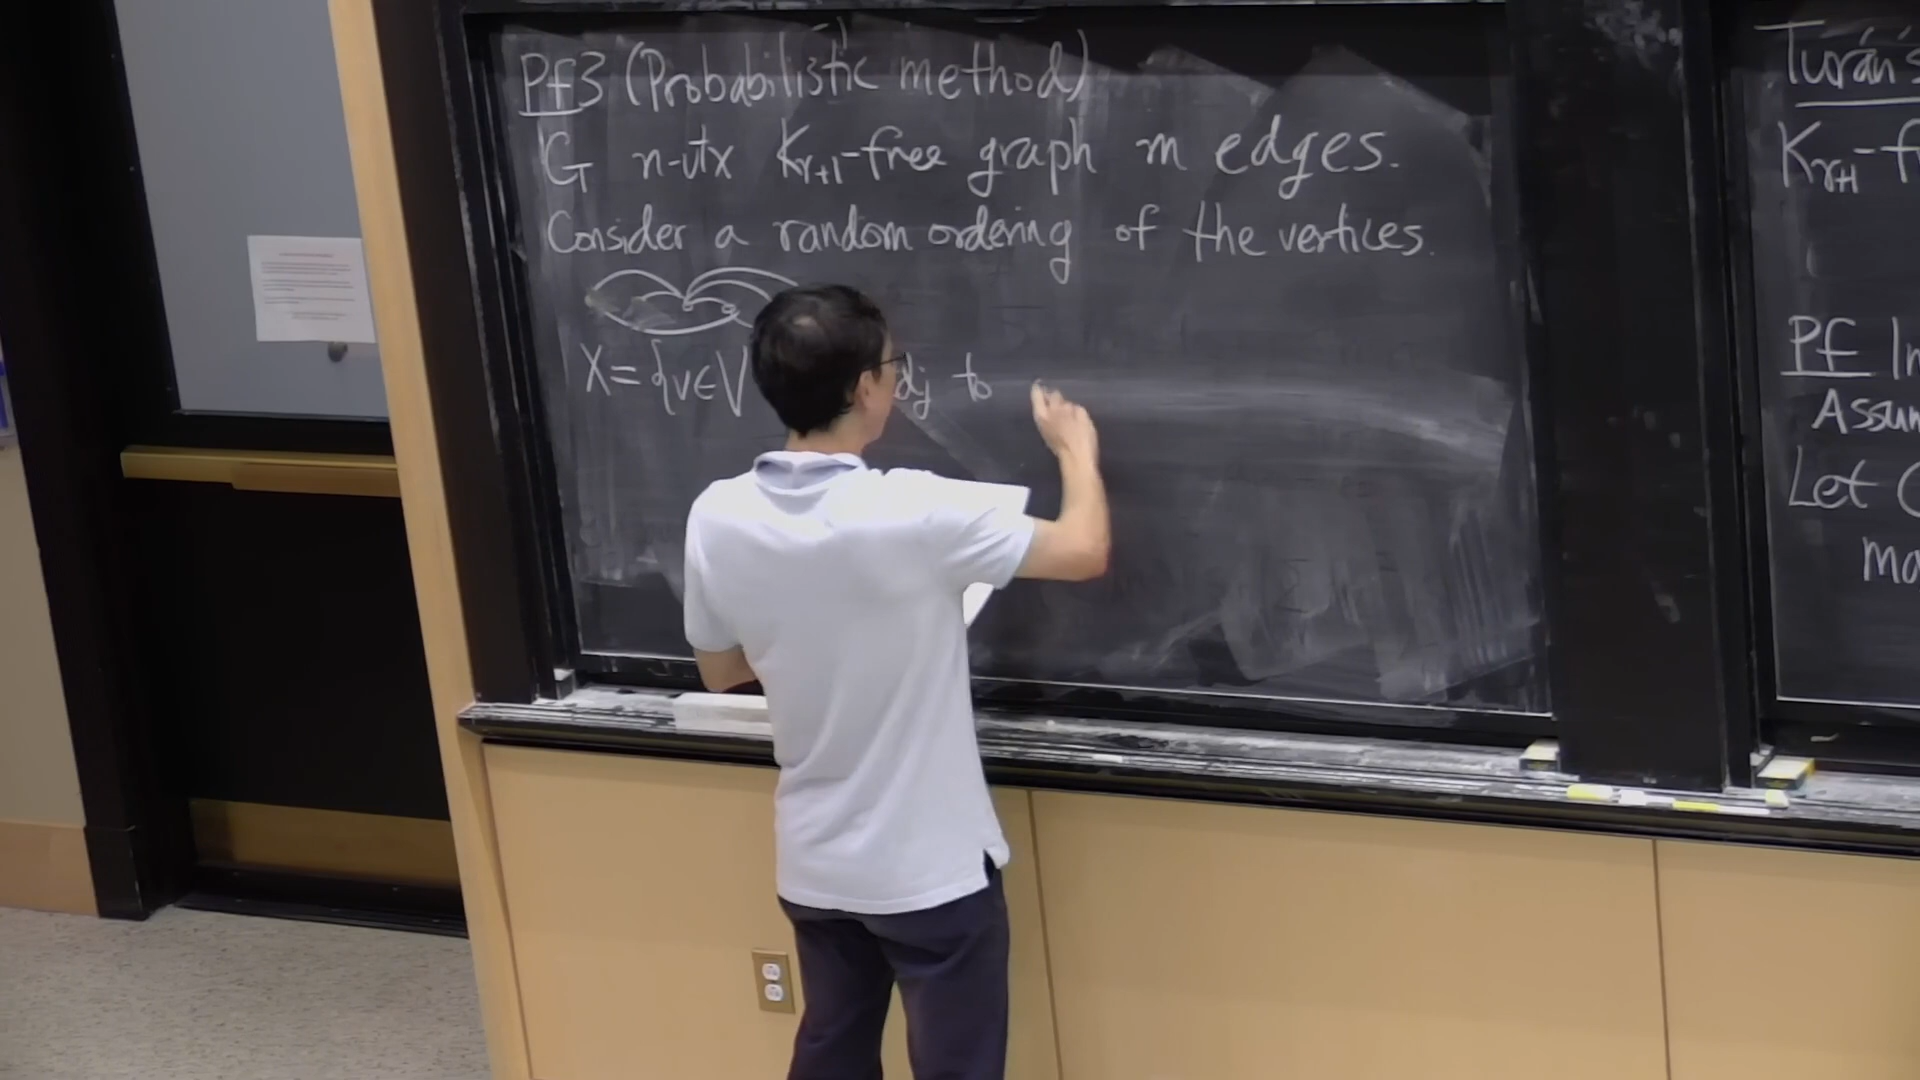 Pf3 (Probabilistic method)
G n-vtx Kr+1-free graph m edges.
Consider a random ordering of the vertices.
X = {v∈V adj to
Turán's
Kr+1-f
Pf In
Assum
Let
ma